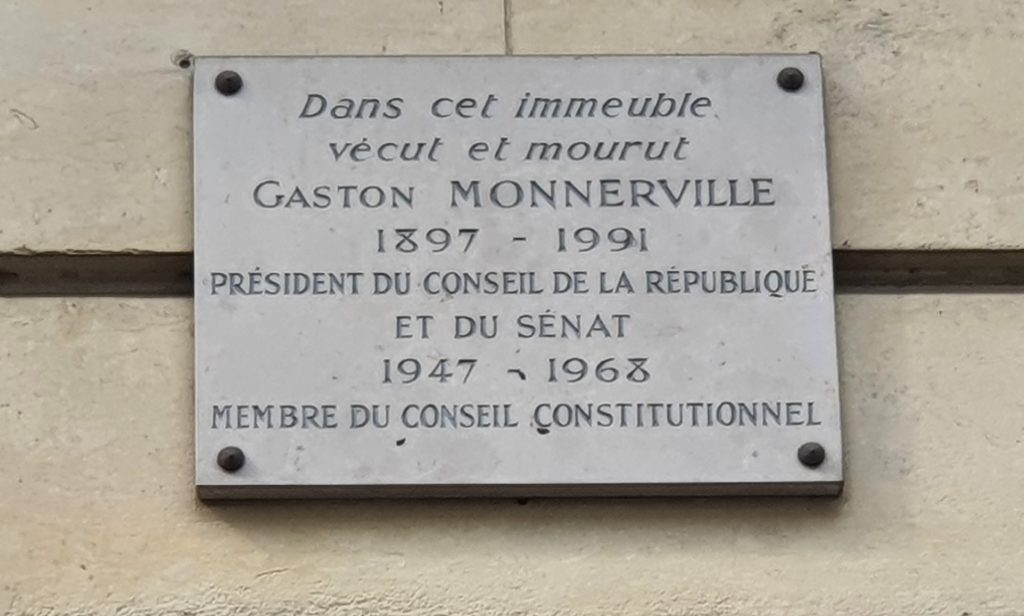 Dans cet immeuble
vécut et mourut
GASTON MONNERVILLE
1897 - 1991
PRÉSIDENT DU CONSEIL DE LA RÉPUBLIQUE
ET DU SÉNAT
1947 - 1968
MEMBRE DU CONSEIL CONSTITUTIONNEL